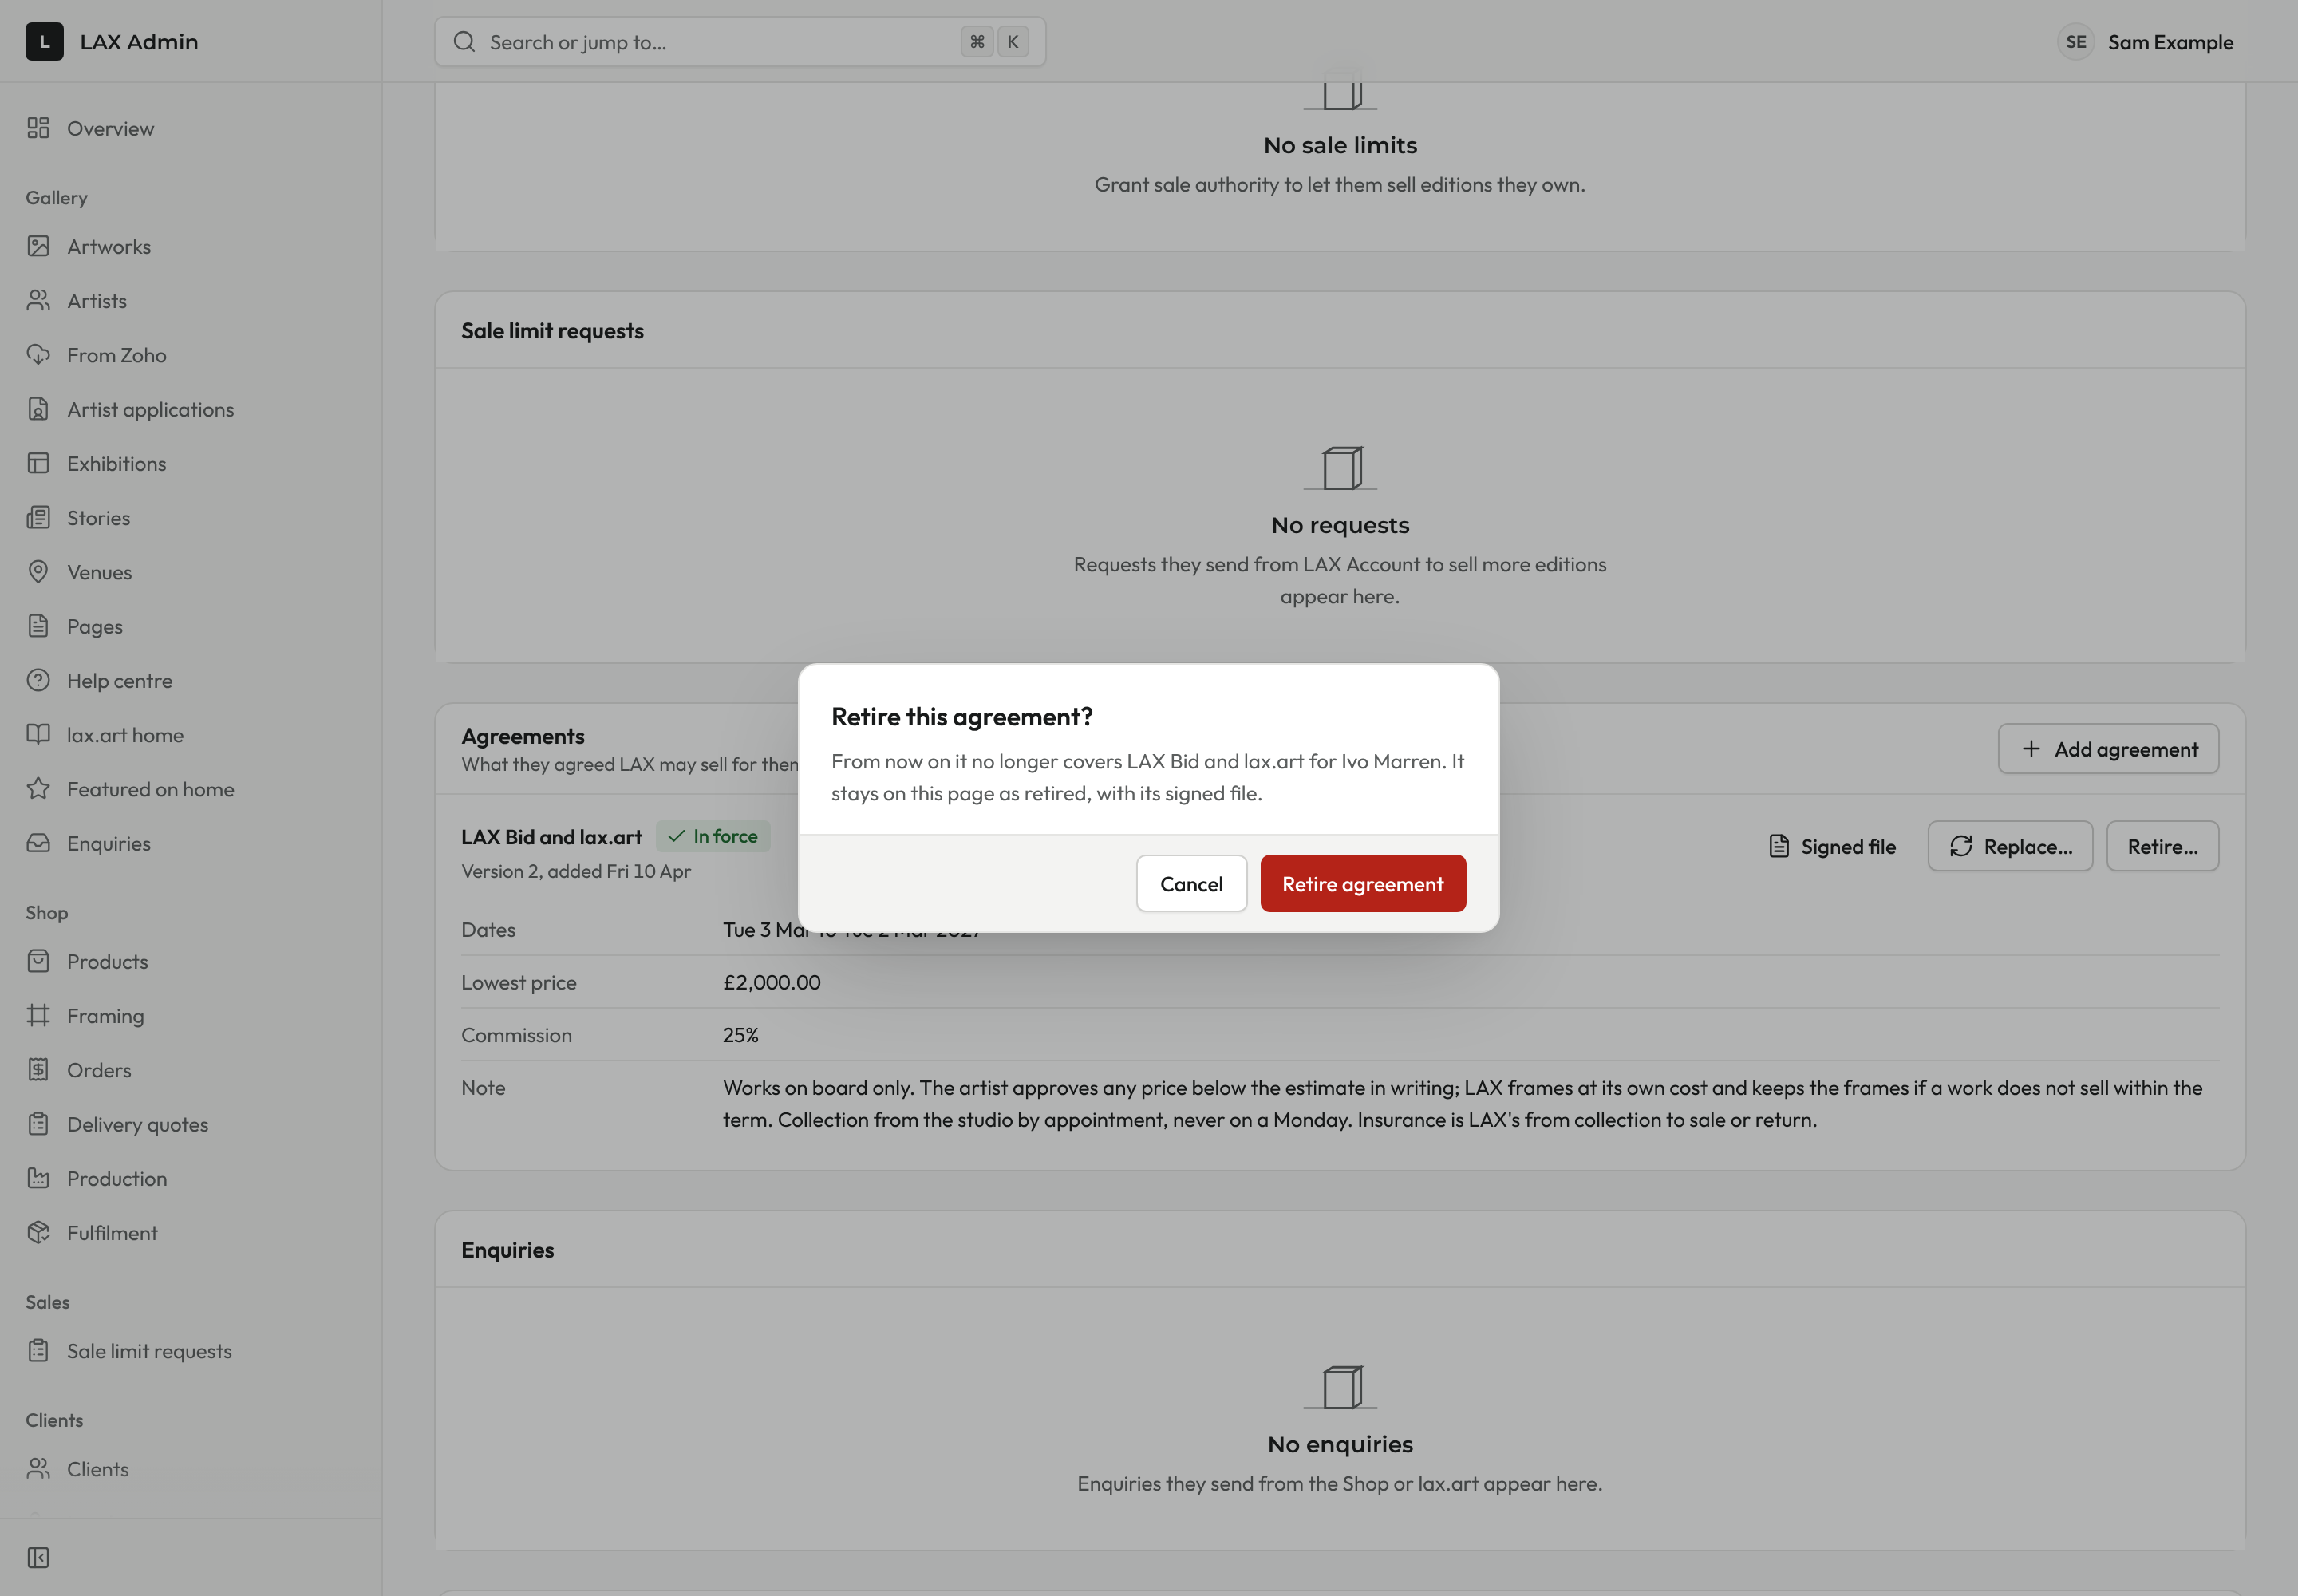 L
LAX Admin
Search or jump to...
⌘ K
SE
Sam Example
Overview
Gallery
Artworks
Artists
From Zoho
Artist applications
Exhibitions
Stories
Venues
Pages
Help centre
lax.art home
Featured on home
Enquiries
Shop
Products
Framing
Orders
Delivery quotes
Production
Fulfilment
Sales
Sale limit requests
Clients
Clients
No sale limits
Grant sale authority to let them sell editions they own.
Sale limit requests
No requests
Requests they send from LAX Account to sell more editions
appear here.
Agreements
What they agreed LAX may sell for them
Add agreement
LAX Bid and lax.art
In force
Version 2, added Fri 10 Apr
Signed file
Replace...
Retire...
Retire this agreement?
From now on it no longer covers LAX Bid and lax.art for Ivo Marren. It
stays on this page as retired, with its signed file.
Cancel
Retire agreement
Dates
Tue 3 Mar to Tue 2 Mar 2027
Lowest price
£2,000.00
Commission
25%
Note
Works on board only. The artist approves any price below the estimate in writing; LAX frames at its own cost and keeps the frames if a work does not sell within the
term. Collection from the studio by appointment, never on a Monday. Insurance is LAX's from collection to sale or return.
Enquiries
No enquiries
Enquiries they send from the Shop or lax.art appear here.